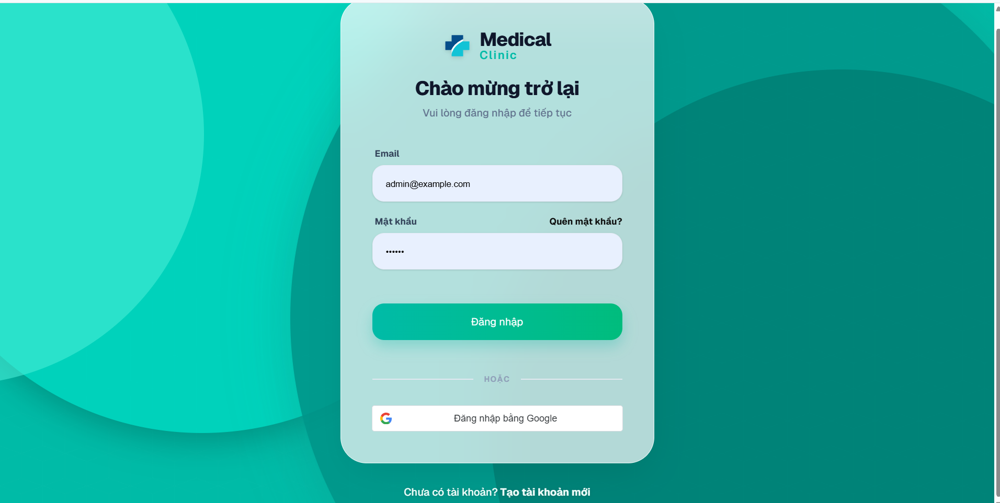 Medical
Clinic
Chào mừng trở lại
Vui lòng đăng nhập để tiếp tục
Email
admin@example.com
Mật khẩu Quên mật khẩu?
••••••
Đăng nhập
HOẶC
Đăng nhập bằng Google
Chưa có tài khoản? Tạo tài khoản mới